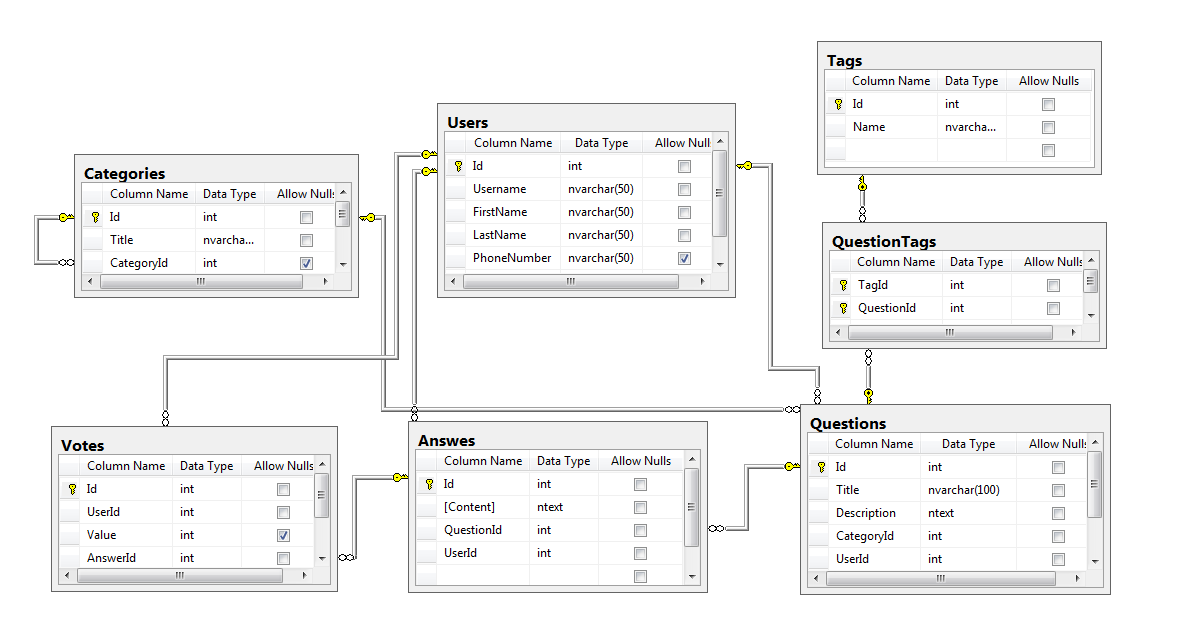 Tags
Column Name Data Type Allow Nulls
Id int
Name nvarcha...
Users
Column Name Data Type Allow Null
Id int
Username nvarchar(50)
FirstName nvarchar(50)
LastName nvarchar(50)
PhoneNumber nvarchar(50)
Categories
Column Name Data Type Allow Nulls
Id int
Title nvarcha...
CategoryId int
QuestionTags
Column Name Data Type Allow Nulls
TagId int
QuestionId int
Votes
Column Name Data Type Allow Nulls
Id int
UserId int
Value int
AnswerId int
Answes
Column Name Data Type Allow Nulls
Id int
[Content] ntext
QuestionId int
UserId int
Questions
Column Name Data Type Allow Nulls
Id int
Title nvarchar(100)
Description ntext
CategoryId int
UserId int